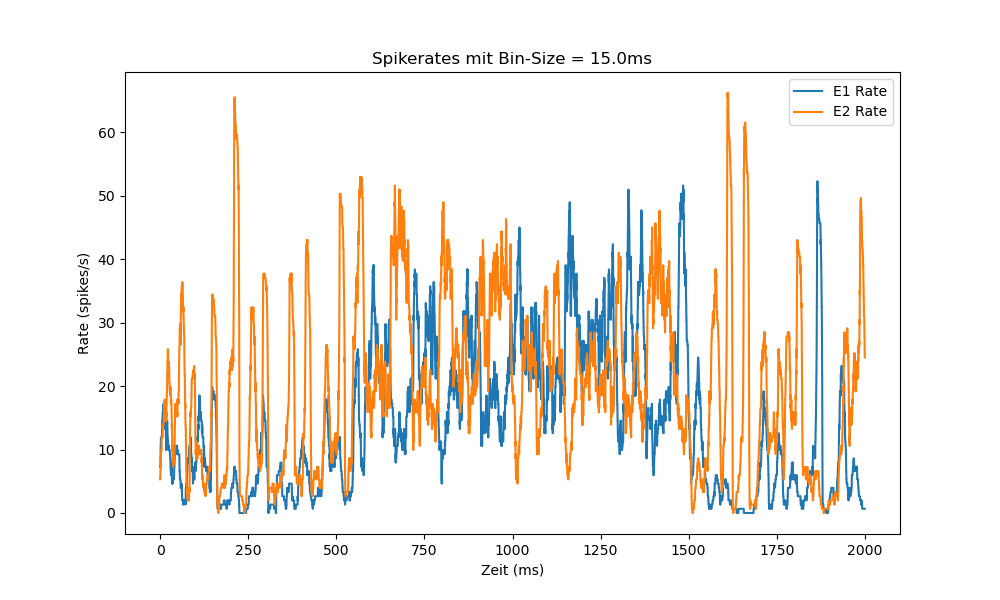 Spikerates mit Bin-Size = 15.0ms
E1 Rate
E2 Rate
Rate (spikes/s)
60
50
40
30
20
10
0
0 250 500 750 1000 1250 1500 1750 2000
Zeit (ms)